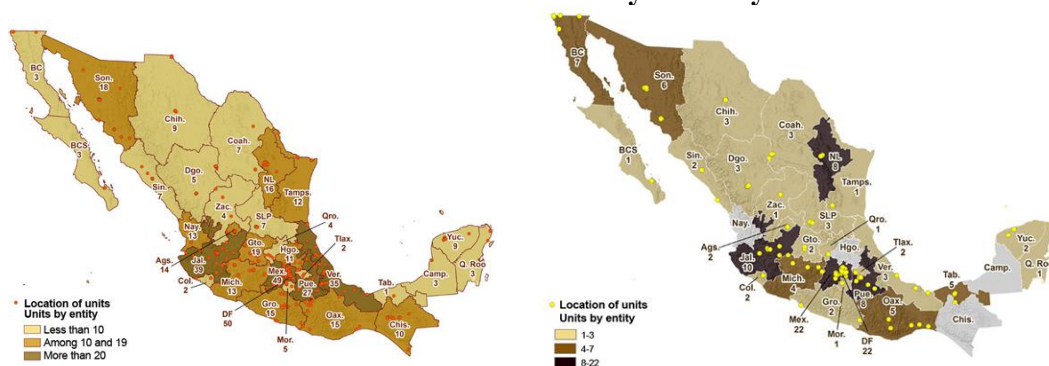 BC
3
Son.
18
Chih.
9
Coah.
7
BCS
3
Sin.
7
Dgo.
5
NL
16
Tamps.
12
Zac.
4
SLP
7
Qro.
4
Nay.
13
Ags.
14
Jal.
39
Gto.
19
Hgo.
11
Tlax.
2
Col.
2
Mich.
13
Mex.
49
Pue.
27
Ver.
35
DF
50
Gro.
15
Mor.
5
Oax.
15
Tab.
1
Chis.
10
Camp.
3
Yuc.
9
Q. Roo
3
Location of units
Units by entity
Less than 10
Among 10 and 19
More than 20
BC
7
Son.
6
Chih.
3
Coah.
3
BCS
1
Sin.
2
Dgo.
3
NL
8
Tamps.
1
Zac.
1
SLP
3
Qro.
1
Nay.
Ags.
2
Jal.
10
Gto.
2
Hgo.
Tlax.
2
Col.
2
Mich.
4
Mex.
22
Pue.
8
Ver.
3
Gro.
2
Mor.
1
DF
22
Oax.
5
Tab.
5
Chis.
Camp.
Yuc.
2
Q. Roo
1
Location of units
Units by entity
1-3
4-7
8-22